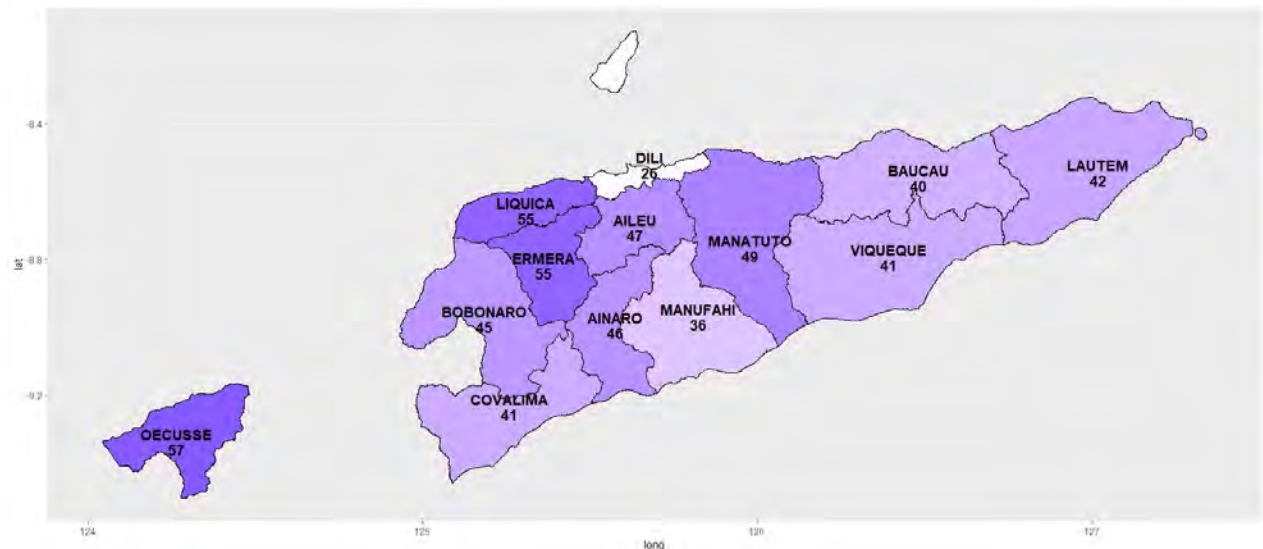 -8.4
-8.8
-9.2
lat
DILI
26
LIQUICA
55
AILEU
47
ERMERA
55
MANATUTO
49
BAUCAU
40
LAUTEM
42
VIQUEQUE
41
BOBONARO
45
AINARO
46
MANUFAHI
36
COVALIMA
41
OECUSSE
57
124
125
126
127
long